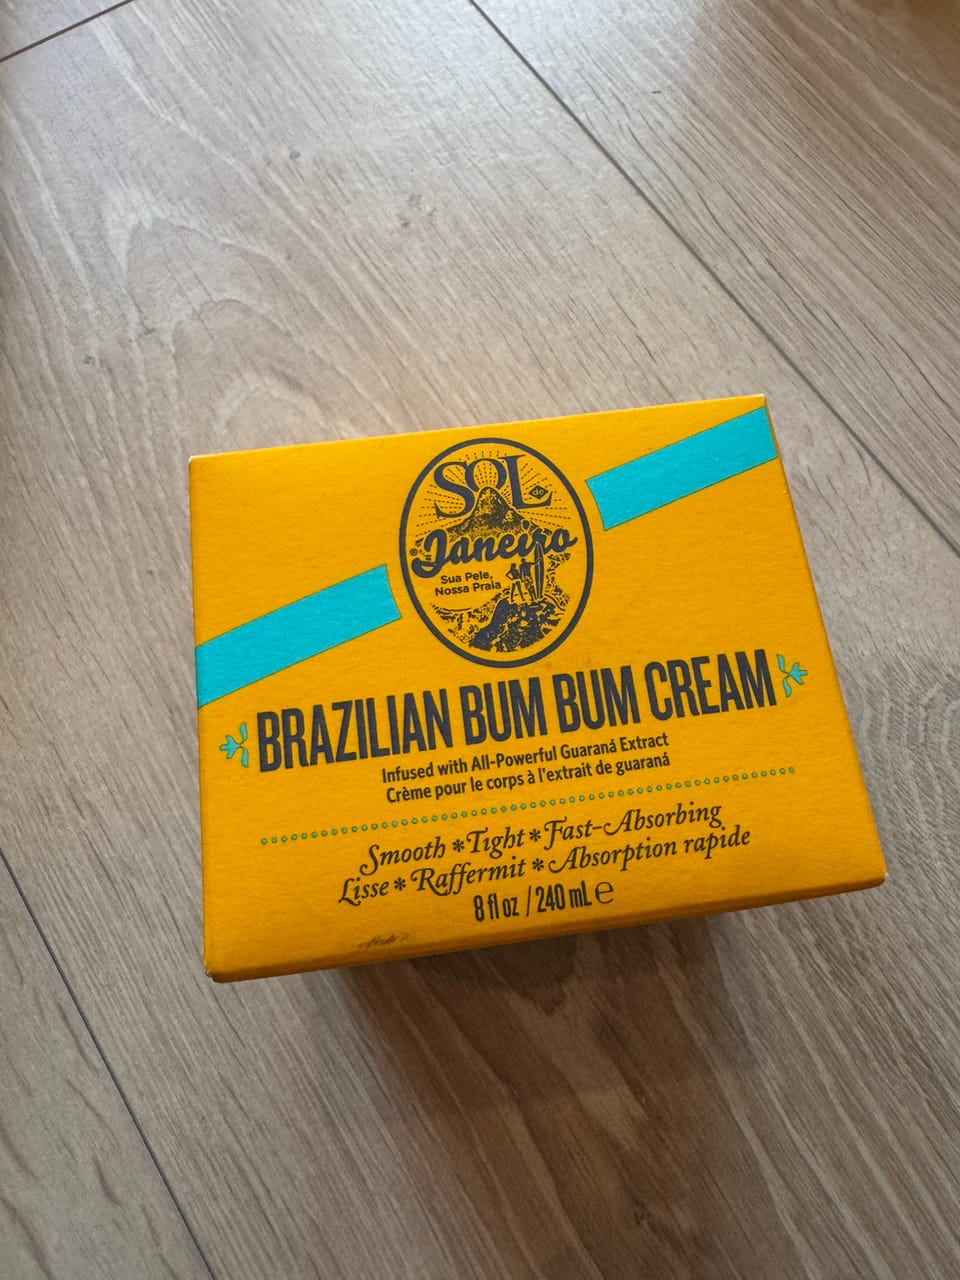 SOL
de
Janeiro
®
Sua Pele,
Nossa Praia
BRAZILIAN BUM BUM CREAM
Infused with All-Powerful Guaraná Extract
Crème pour le corps à l'extrait de guaraná
Smooth * Tight * Fast-Absorbing
Lisse * Raffermit * Absorption rapide
8 fl oz / 240 mL ℮